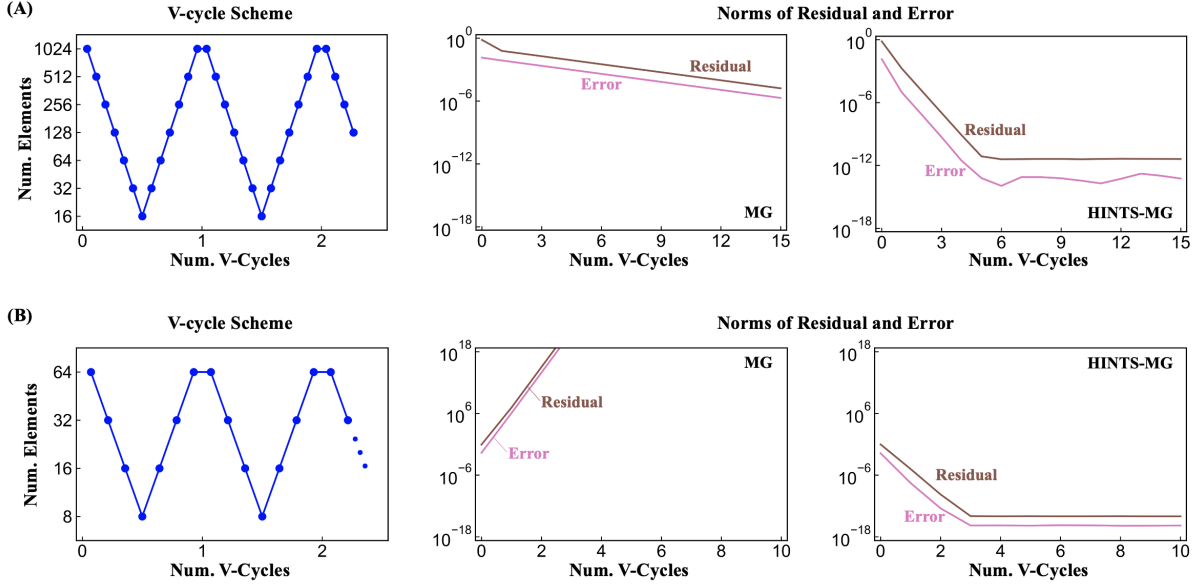 (A)
V-cycle Scheme
Norms of Residual and Error
Num. Elements
1024
512
256
128
64
32
16
0
1
2
Num. V-Cycles
10^0
10^-6
10^-12
10^-18
Residual
Error
MG
0
3
6
9
12
15
Num. V-Cycles
10^0
10^-6
10^-12
10^-18
Residual
Error
HINTS-MG
0
3
6
9
12
15
Num. V-Cycles
(B)
V-cycle Scheme
Norms of Residual and Error
Num. Elements
64
32
16
8
0
1
2
Num. V-Cycles
10^18
10^6
10^-6
10^-18
MG
Residual
Error
0
2
4
6
8
10
Num. V-Cycles
10^18
10^6
10^-6
10^-18
HINTS-MG
Residual
Error
0
2
4
6
8
10
Num. V-Cycles